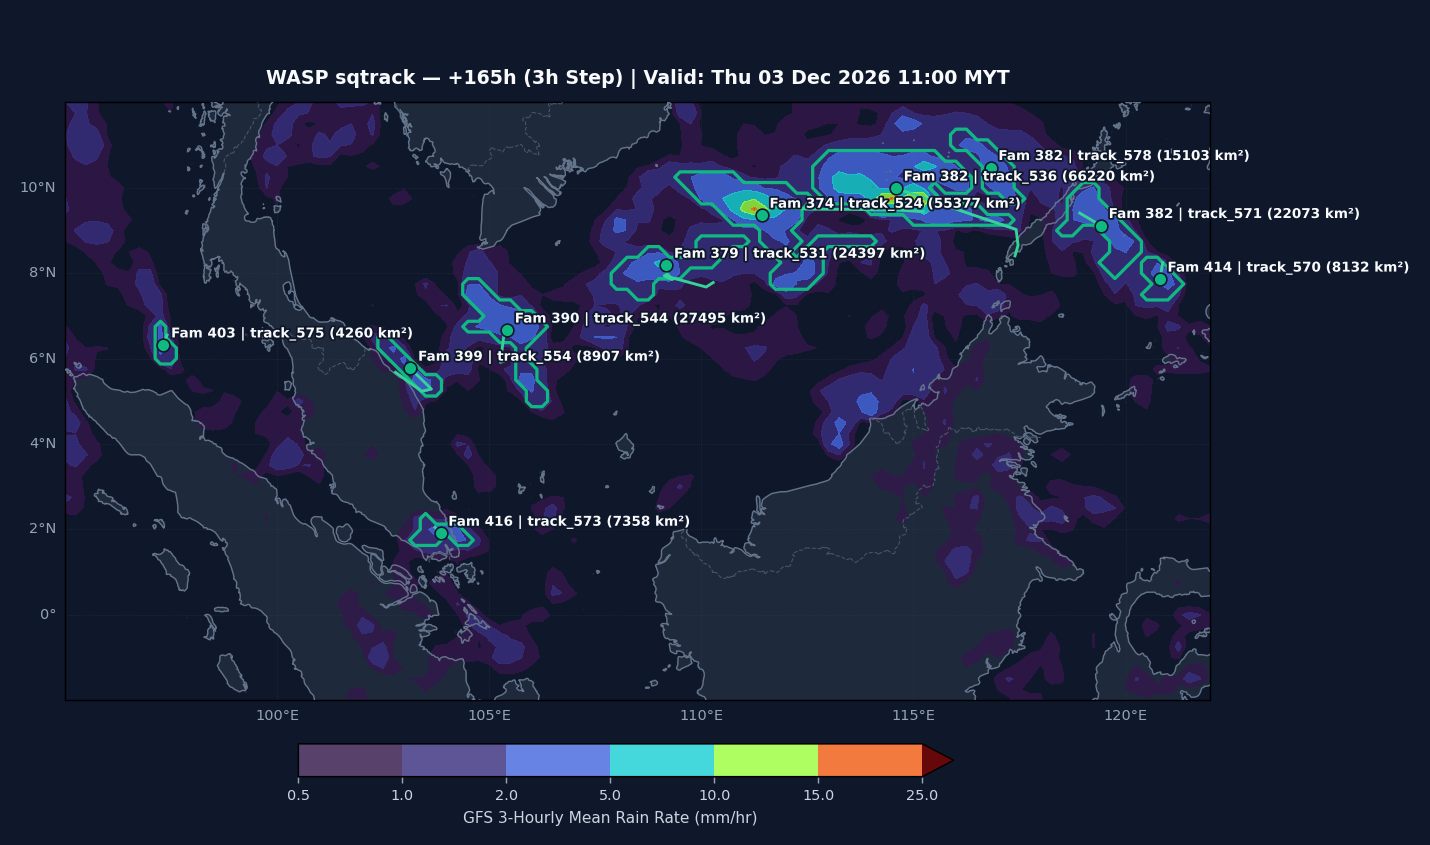 WASP sqtrack — +165h (3h Step) | Valid: Thu 03 Dec 2026 11:00 MYT
Fam 382 | track_578 (15103 km²)
Fam 382 | track_536 (66220 km²)
10°N
Fam 374 | track_524 (55377 km²)
Fam 382 | track_571 (22073 km²)
Fam 379 | track_531 (24397 km²)
Fam 414 | track_570 (8132 km²)
8°N
Fam 390 | track_544 (27495 km²)
Fam 403 | track_575 (4260 km²)
Fam 399 | track_554 (8907 km²)
6°N
4°N
Fam 416 | track_573 (7358 km²)
2°N
0°
100°E 105°E 110°E 115°E 120°E
0.5 1.0 2.0 5.0 10.0 15.0 25.0
GFS 3-Hourly Mean Rain Rate (mm/hr)